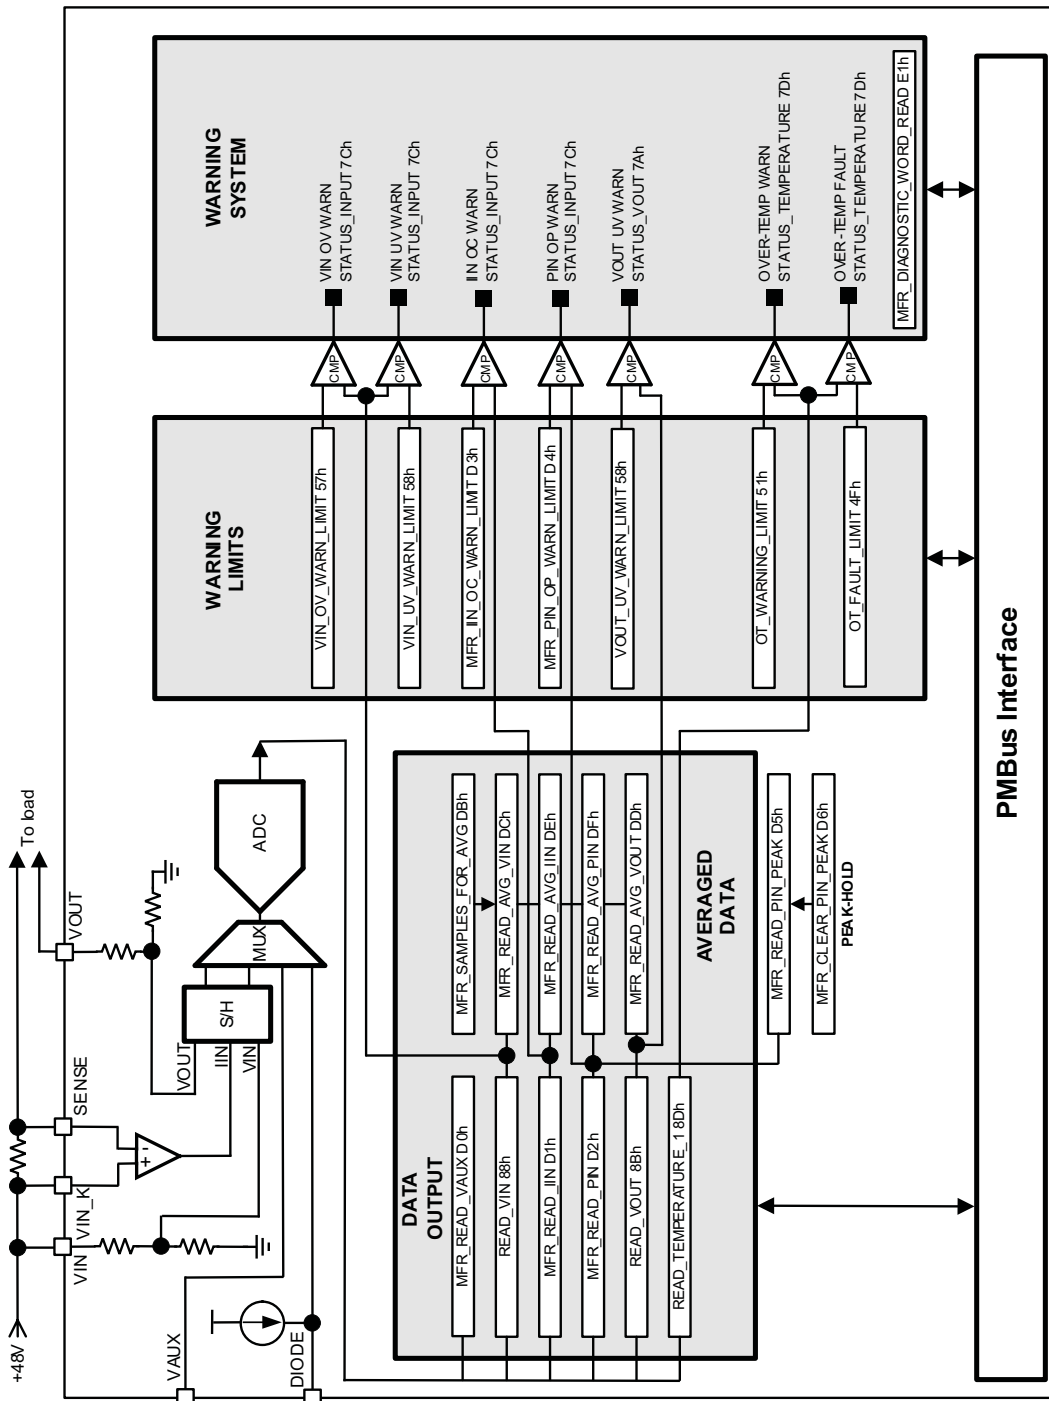 +48V
VIN
VIN_K
SENSE
VOUT
To load
VAUX
DIODE
-
+
VOUT
IIN
VIN
S/H
MUX
ADC
DATA
OUTPUT
MFR_READ_VAUX D0h
READ_VIN 88h
MFR_READ_IIN D1h
MFR_READ_PIN D2h
READ_VOUT 8Bh
READ_TEMPERATURE_1 8Dh
MFR_SAMPLES_FOR_AVG DBh
MFR_READ_AVG_VIN DCh
MFR_READ_AVG_IIN DEh
MFR_READ_AVG_PIN DFh
MFR_READ_AVG_VOUT DDh
AVERAGED
DATA
MFR_READ_PIN_PEAK D5h
MFR_CLEAR_PIN_PEAK D6h
PEAK-HOLD
WARNING
LIMITS
VIN_OV_WARN_LIMIT 57h
VIN_UV_WARN_LIMIT 58h
MFR_IIN_OC_WARN_LIMIT D3h
MFR_PIN_OP_WARN_LIMIT D4h
VOUT_UV_WARN_LIMIT 58h
OT_WARNING_LIMIT 51h
OT_FAULT_LIMIT 4Fh
CMP
CMP
CMP
CMP
CMP
CMP
CMP
WARNING
SYSTEM
VIN OV WARN
STATUS_INPUT 7Ch
VIN UV WARN
STATUS_INPUT 7Ch
IIN OC WARN
STATUS_INPUT 7Ch
PIN OP WARN
STATUS_INPUT 7Ch
VOUT UV WARN
STATUS_VOUT 7Ah
OVER-TEMP WARN
STATUS_TEMPERATURE 7Dh
OVER-TEMP FAULT
STATUS_TEMPERATURE 7Dh
MFR_DIAGNOSTIC_WORD_READ E1h
PMBus Interface